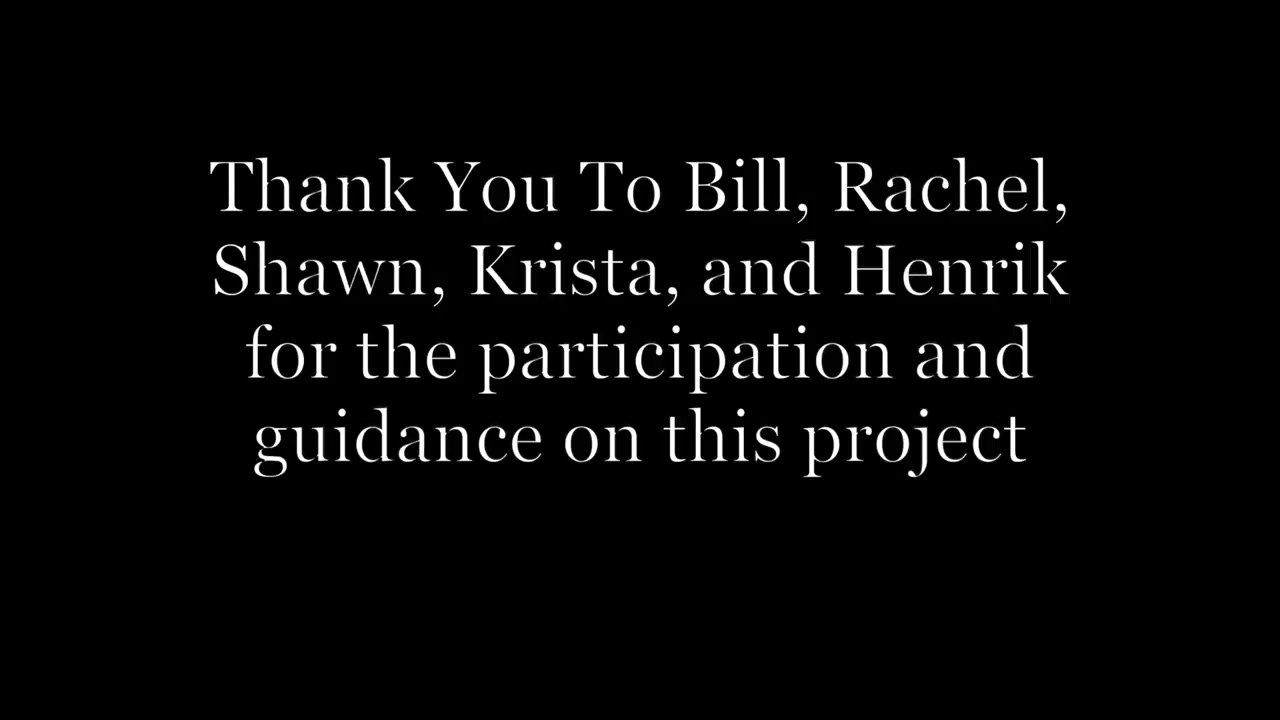 Thank You To Bill, Rachel,
Shawn, Krista, and Henrik
for the participation and
guidance on this project